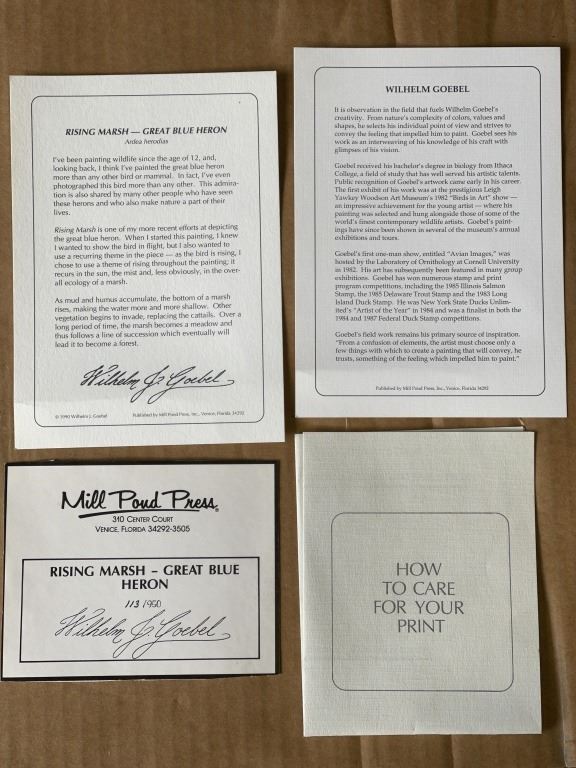 RISING MARSH — GREAT BLUE HERON
Ardea herodias
I've been painting wildlife since the age of 12, and,
looking back, I think I've painted the great blue heron
more than any other bird or mammal. In fact, I've even
photographed this bird more than any other. This admira-
tion is also shared by many other people who have seen
these herons and who also make nature a part of their
lives.
Rising Marsh is one of my more recent efforts at depicting
the great blue heron. When I started this painting, I knew
I wanted to show the bird in flight, but I also wanted to
use a recurring theme in the piece — as the bird is rising, I
chose to use a theme of rising throughout the painting; it
recurs in the sun, the mist and, less obviously, in the over-
all ecology of a marsh.
As mud and humus accumulate, the bottom of a marsh
rises, making the water more and more shallow. Other
vegetation begins to invade, replacing the cattails. Over a
long period of time, the marsh becomes a meadow and
thus follows a line of succession which eventually will
lead it to become a forest.
Wilhelm J. Goebel
© 1990 Wilhelm J. Goebel Published by Mill Pond Press, Inc., Venice, Florida 34292
WILHELM GOEBEL
It is observation in the field that fuels Wilhelm Goebel's
creativity. From nature's complexity of colors, values and
shapes, he selects his individual point of view and strives to
convey the feeling that impelled him to paint. Goebel sees his
work as an interweaving of his knowledge of his craft with
glimpses of his vision.
Goebel received his bachelor's degree in biology from Ithaca
College, a field of study that has well served his artistic talents.
Public recognition of Goebel's artwork came early in his career.
The first exhibit of his work was at the prestigious Leigh
Yawkey Woodson Art Museum's 1982 "Birds in Art" show —
an impressive achievement for the young artist — where his
painting was selected and hung alongside those of some of the
world's finest contemporary wildlife artists. Goebel's paint-
ings have since been shown in several of the museum's annual
exhibitions and tours.
Goebel's first one-man show, entitled "Avian Images," was
hosted by the Laboratory of Ornithology at Cornell University
in 1982. His art has subsequently been featured in many group
exhibitions. Goebel has won numerous stamp and print
program competitions, including the 1985 Illinois Salmon
Stamp, the 1985 Delaware Trout Stamp and the 1983 Long
Island Duck Stamp. He was New York State Ducks Unlim-
ited's "Artist of the Year" in 1984 and was a finalist in both the
1984 and 1987 Federal Duck Stamp competitions.
Goebel's field work remains his primary source of inspiration.
"From a confusion of elements, the artist must choose only a
few things with which to create a painting that will convey, he
trusts, something of the feeling which impelled him to paint."
Published by Mill Pond Press, Inc., Venice, Florida 34292
Mill Pond Press®
310 CENTER COURT
VENICE, FLORIDA 34292-3505
RISING MARSH – GREAT BLUE
HERON
113/950
Wilhelm J. Goebel
HOW
TO CARE
FOR YOUR
PRINT